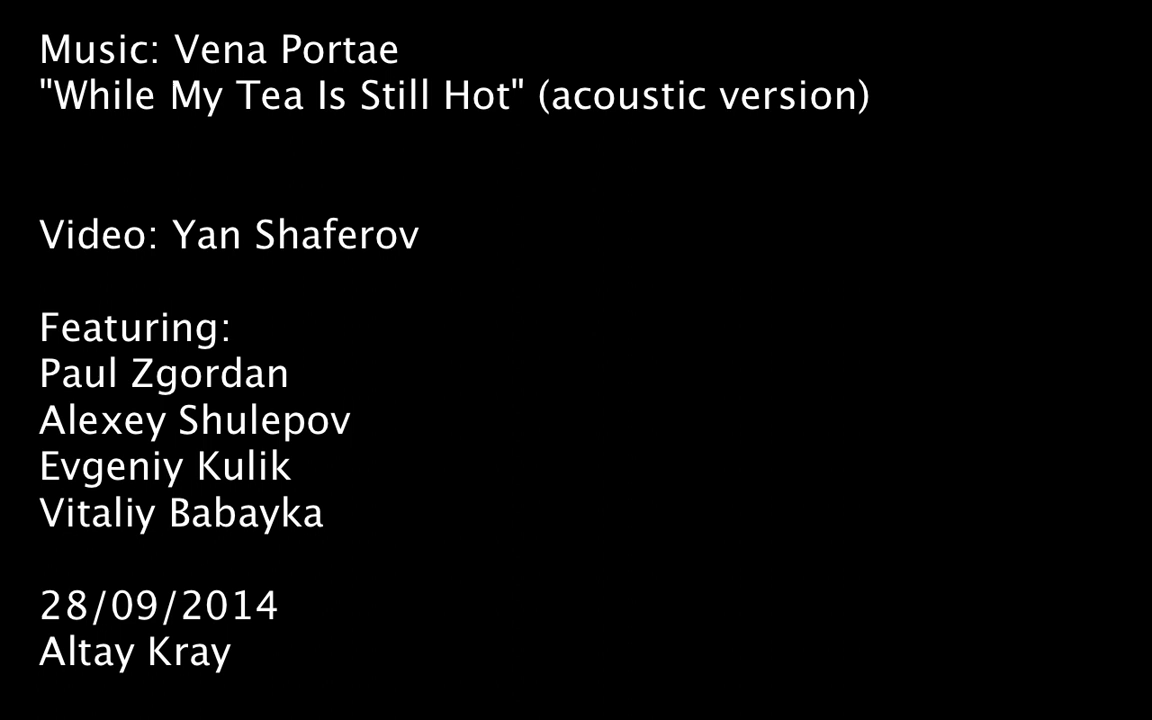 Music: Vena Portae
"While My Tea Is Still Hot" (acoustic version)
Video: Yan Shaferov
Featuring:
Paul Zgordan
Alexey Shulepov
Evgeniy Kulik
Vitaliy Babayka
28/09/2014
Altay Kray